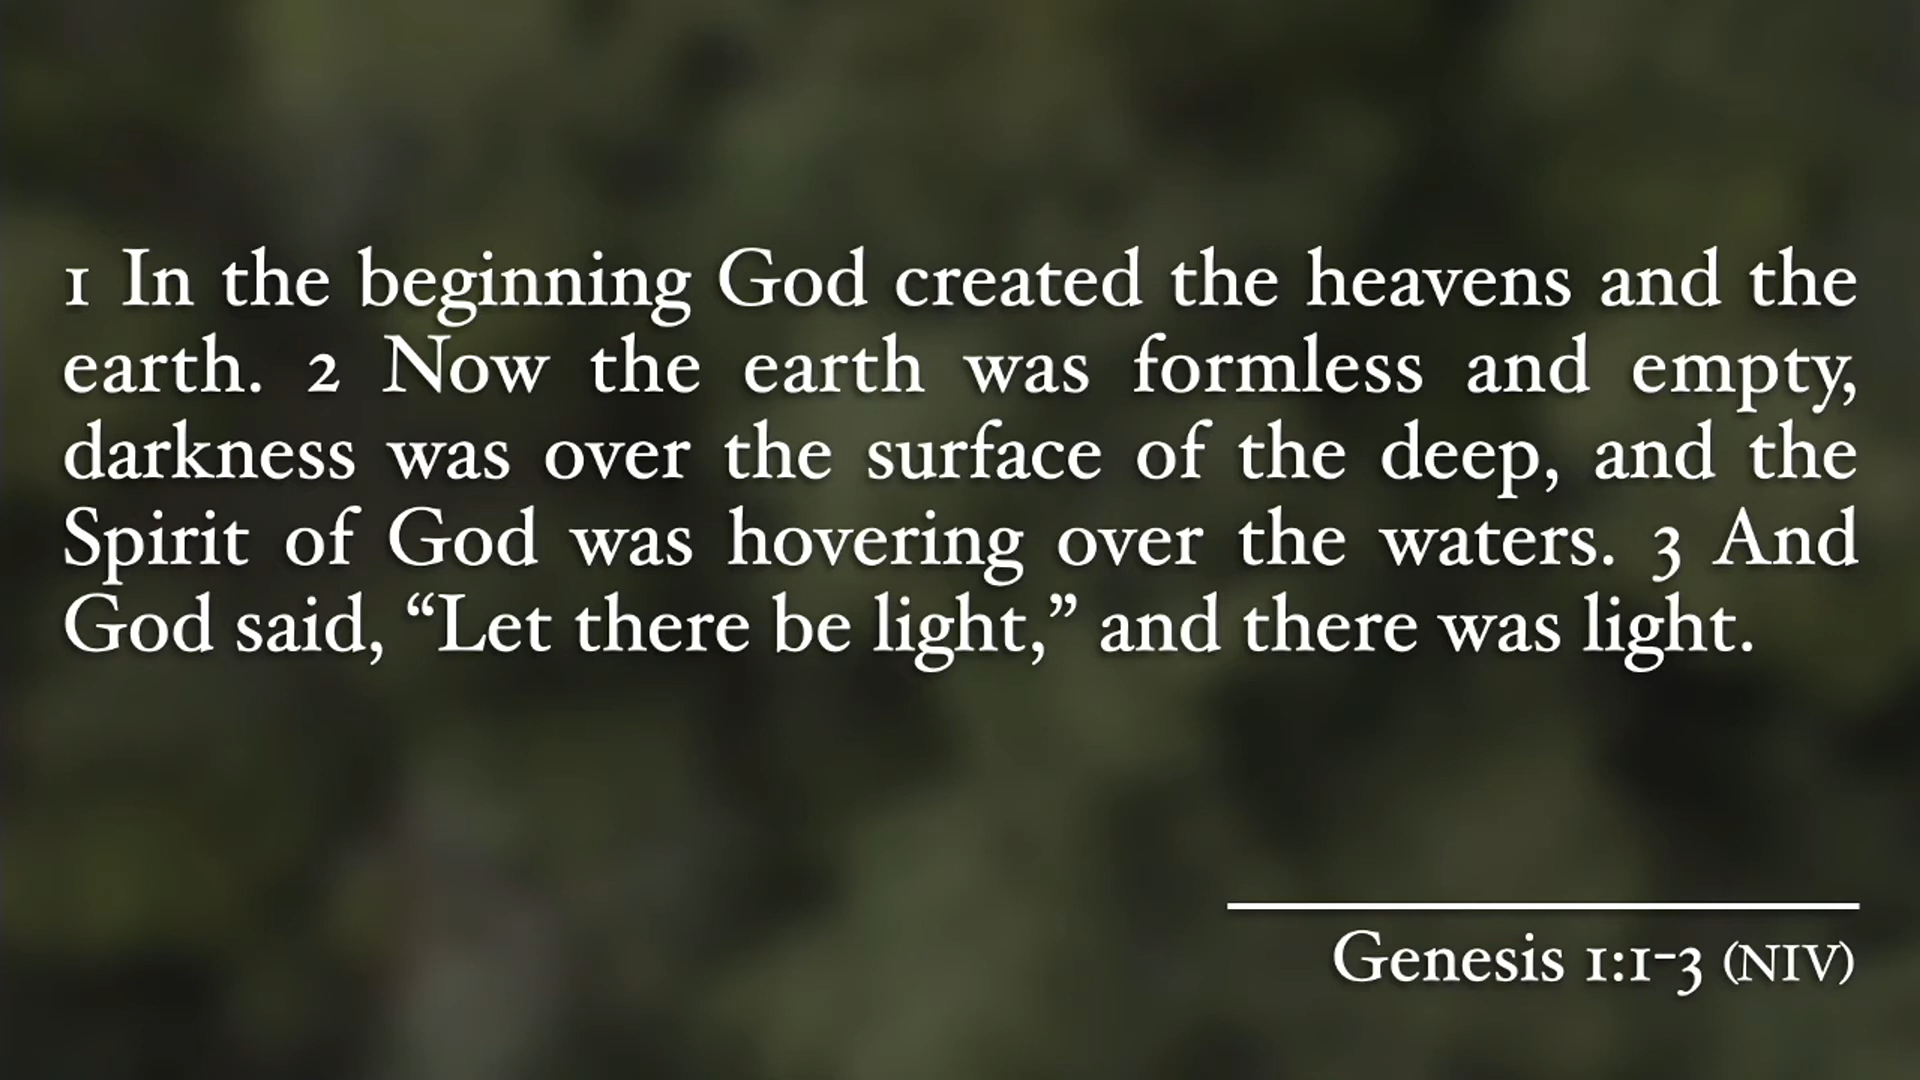 1 In the beginning God created the heavens and the
earth. 2 Now the earth was formless and empty,
darkness was over the surface of the deep, and the
Spirit of God was hovering over the waters. 3 And
God said, “Let there be light,” and there was light.
Genesis 1:1-3 (NIV)